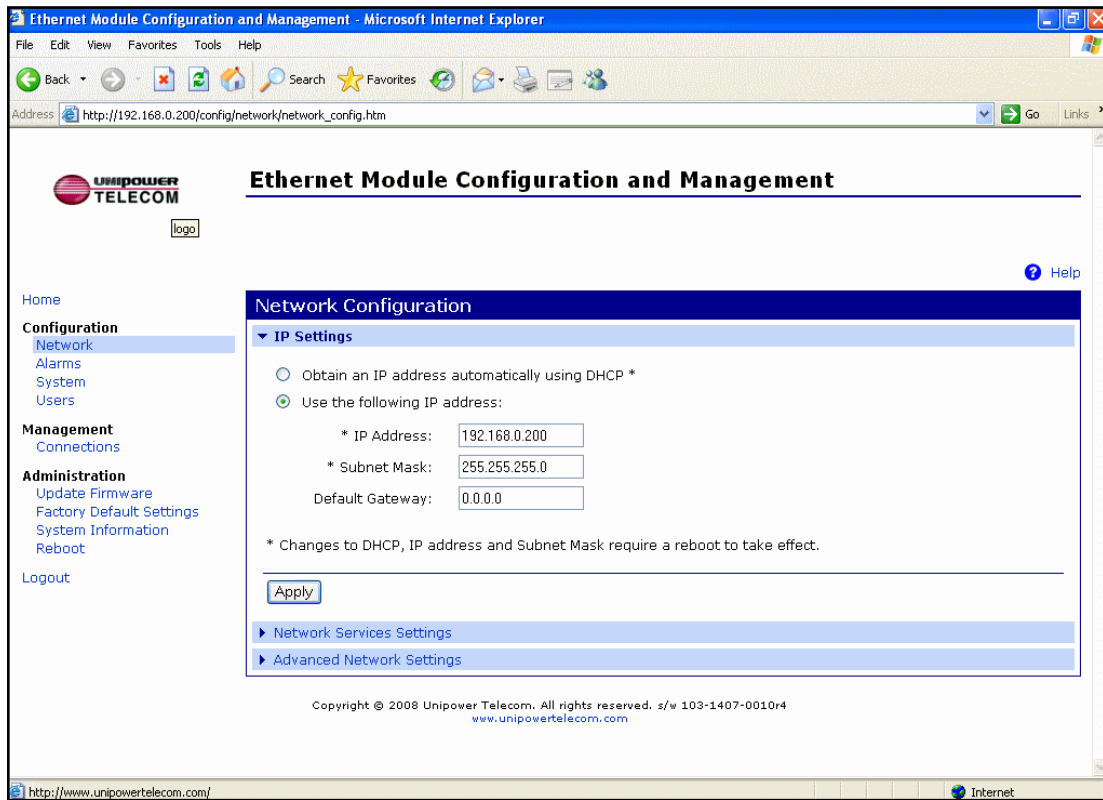 Ethernet Module Configuration and Management - Microsoft Internet Explorer
File Edit View Favorites Tools Help
Back Search Favorites
Address http://192.168.0.200/config/network/network_config.htm Go Links
UNIPOWER
TELECOM
logo
Ethernet Module Configuration and Management
? Help
Home
Configuration
Network
Alarms
System
Users
Management
Connections
Administration
Update Firmware
Factory Default Settings
System Information
Reboot
Logout
Network Configuration
IP Settings
Obtain an IP address automatically using DHCP *
Use the following IP address:
* IP Address: 192.168.0.200
* Subnet Mask: 255.255.255.0
Default Gateway: 0.0.0.0
* Changes to DHCP, IP address and Subnet Mask require a reboot to take effect.
Apply
Network Services Settings
Advanced Network Settings
Copyright © 2008 Unipower Telecom. All rights reserved. s/w 103-1407-0010r4
www.unipowertelecom.com
http://www.unipowertelecom.com/ Internet